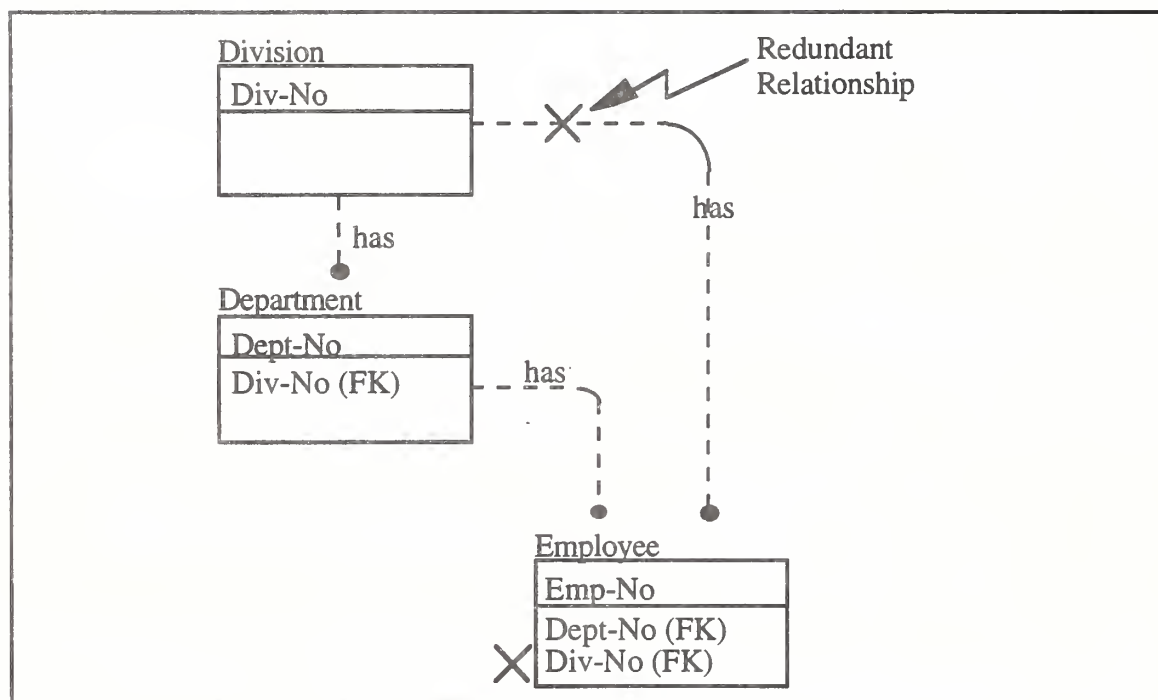 Division
Div-No
Redundant
Relationship
has
has
Department
Dept-No
Div-No (FK)
has
Employee
Emp-No
Dept-No (FK)
Div-No (FK)